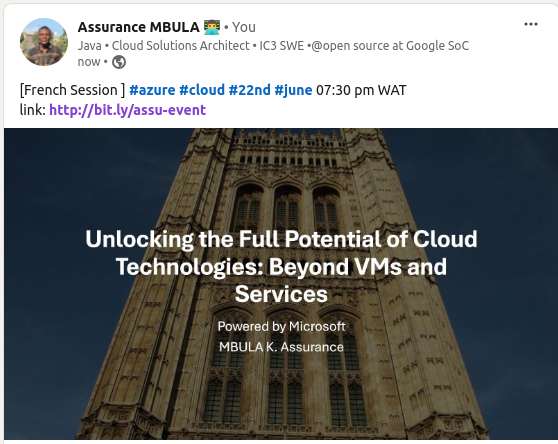 Assurance MBULA 👨‍💻 • You
Java • Cloud Solutions Architect • IC3 SWE •@open source at Google SoC
now •
[French Session ] #azure #cloud #22nd #june 07:30 pm WAT
link: http://bit.ly/assu-event
Unlocking the Full Potential of Cloud
Technologies: Beyond VMs and
Services
Powered by Microsoft
MBULA K. Assurance